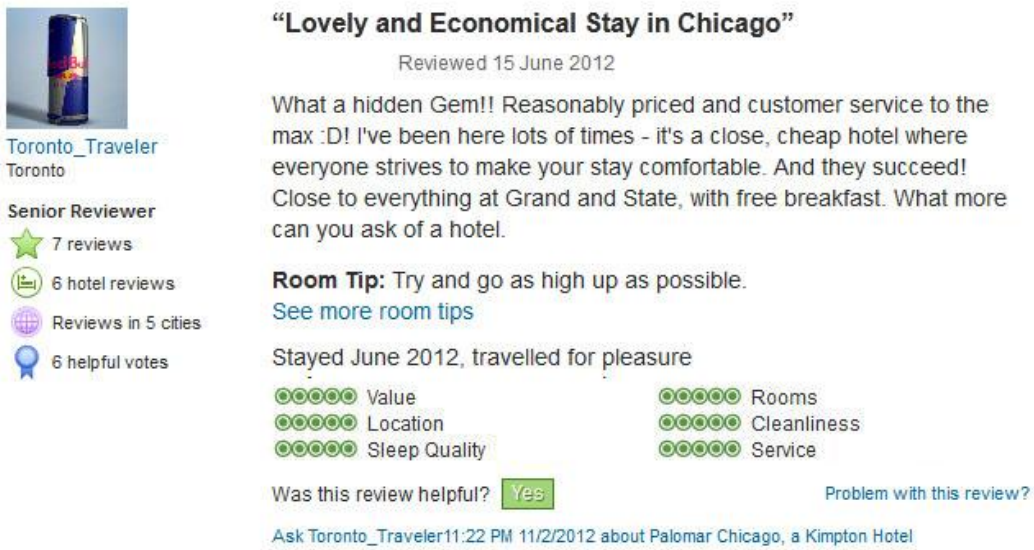 “Lovely and Economical Stay in Chicago”
Reviewed 15 June 2012
What a hidden Gem!! Reasonably priced and customer service to the
max :D! I've been here lots of times - it's a close, cheap hotel where
everyone strives to make your stay comfortable. And they succeed!
Close to everything at Grand and State, with free breakfast. What more
can you ask of a hotel.
Room Tip: Try and go as high up as possible.
See more room tips
Stayed June 2012, travelled for pleasure
Value
Location
Sleep Quality
Rooms
Cleanliness
Service
Was this review helpful? Yes
Problem with this review?
Ask Toronto_Traveler11:22 PM 11/2/2012 about Palomar Chicago, a Kimpton Hotel
Toronto_Traveler
Toronto
Senior Reviewer
7 reviews
6 hotel reviews
Reviews in 5 cities
6 helpful votes